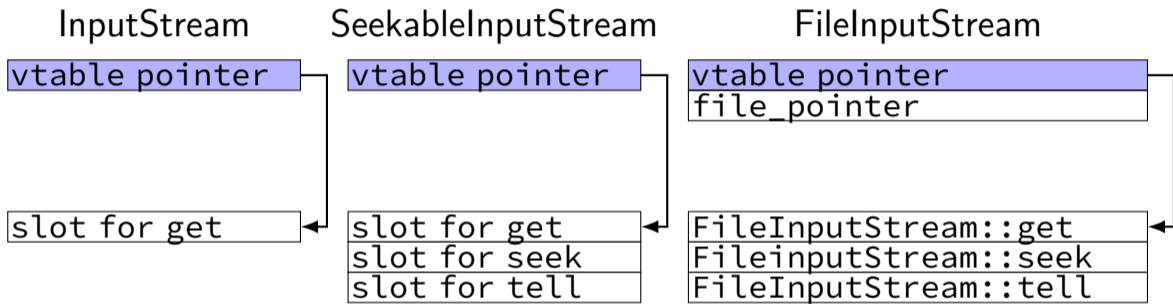 InputStream
SeekableInputStream
FileInputStream
vtable pointer
vtable pointer
vtable pointer
file_pointer
slot for get
slot for get
FileInputStream::get
slot for seek
FileinputStream::seek
slot for tell
FileInputStream::tell